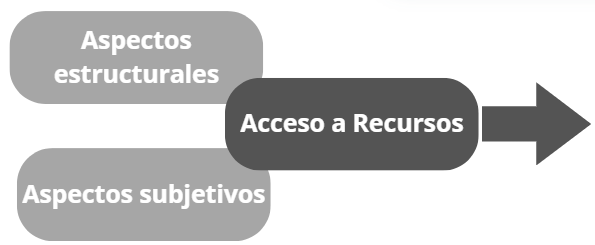 Aspectos
estructurales
Acceso a Recursos
Aspectos subjetivos